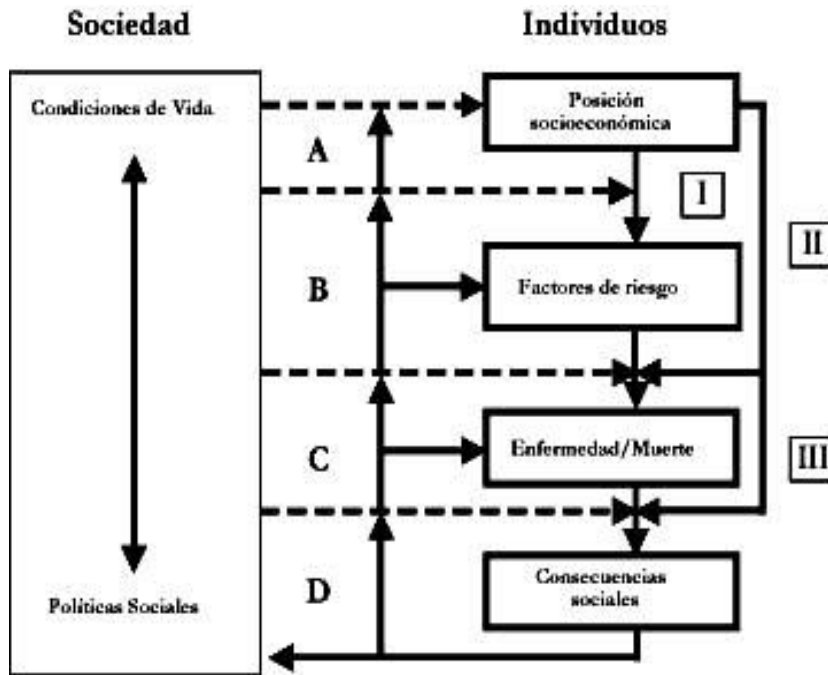 Sociedad
Individuos
Condiciones de Vida
Posición
socioeconómica
A
I
II
B
Factores de riesgo
C
Enfermedad/Muerte
III
D
Consecuencias
sociales
Políticas Sociales